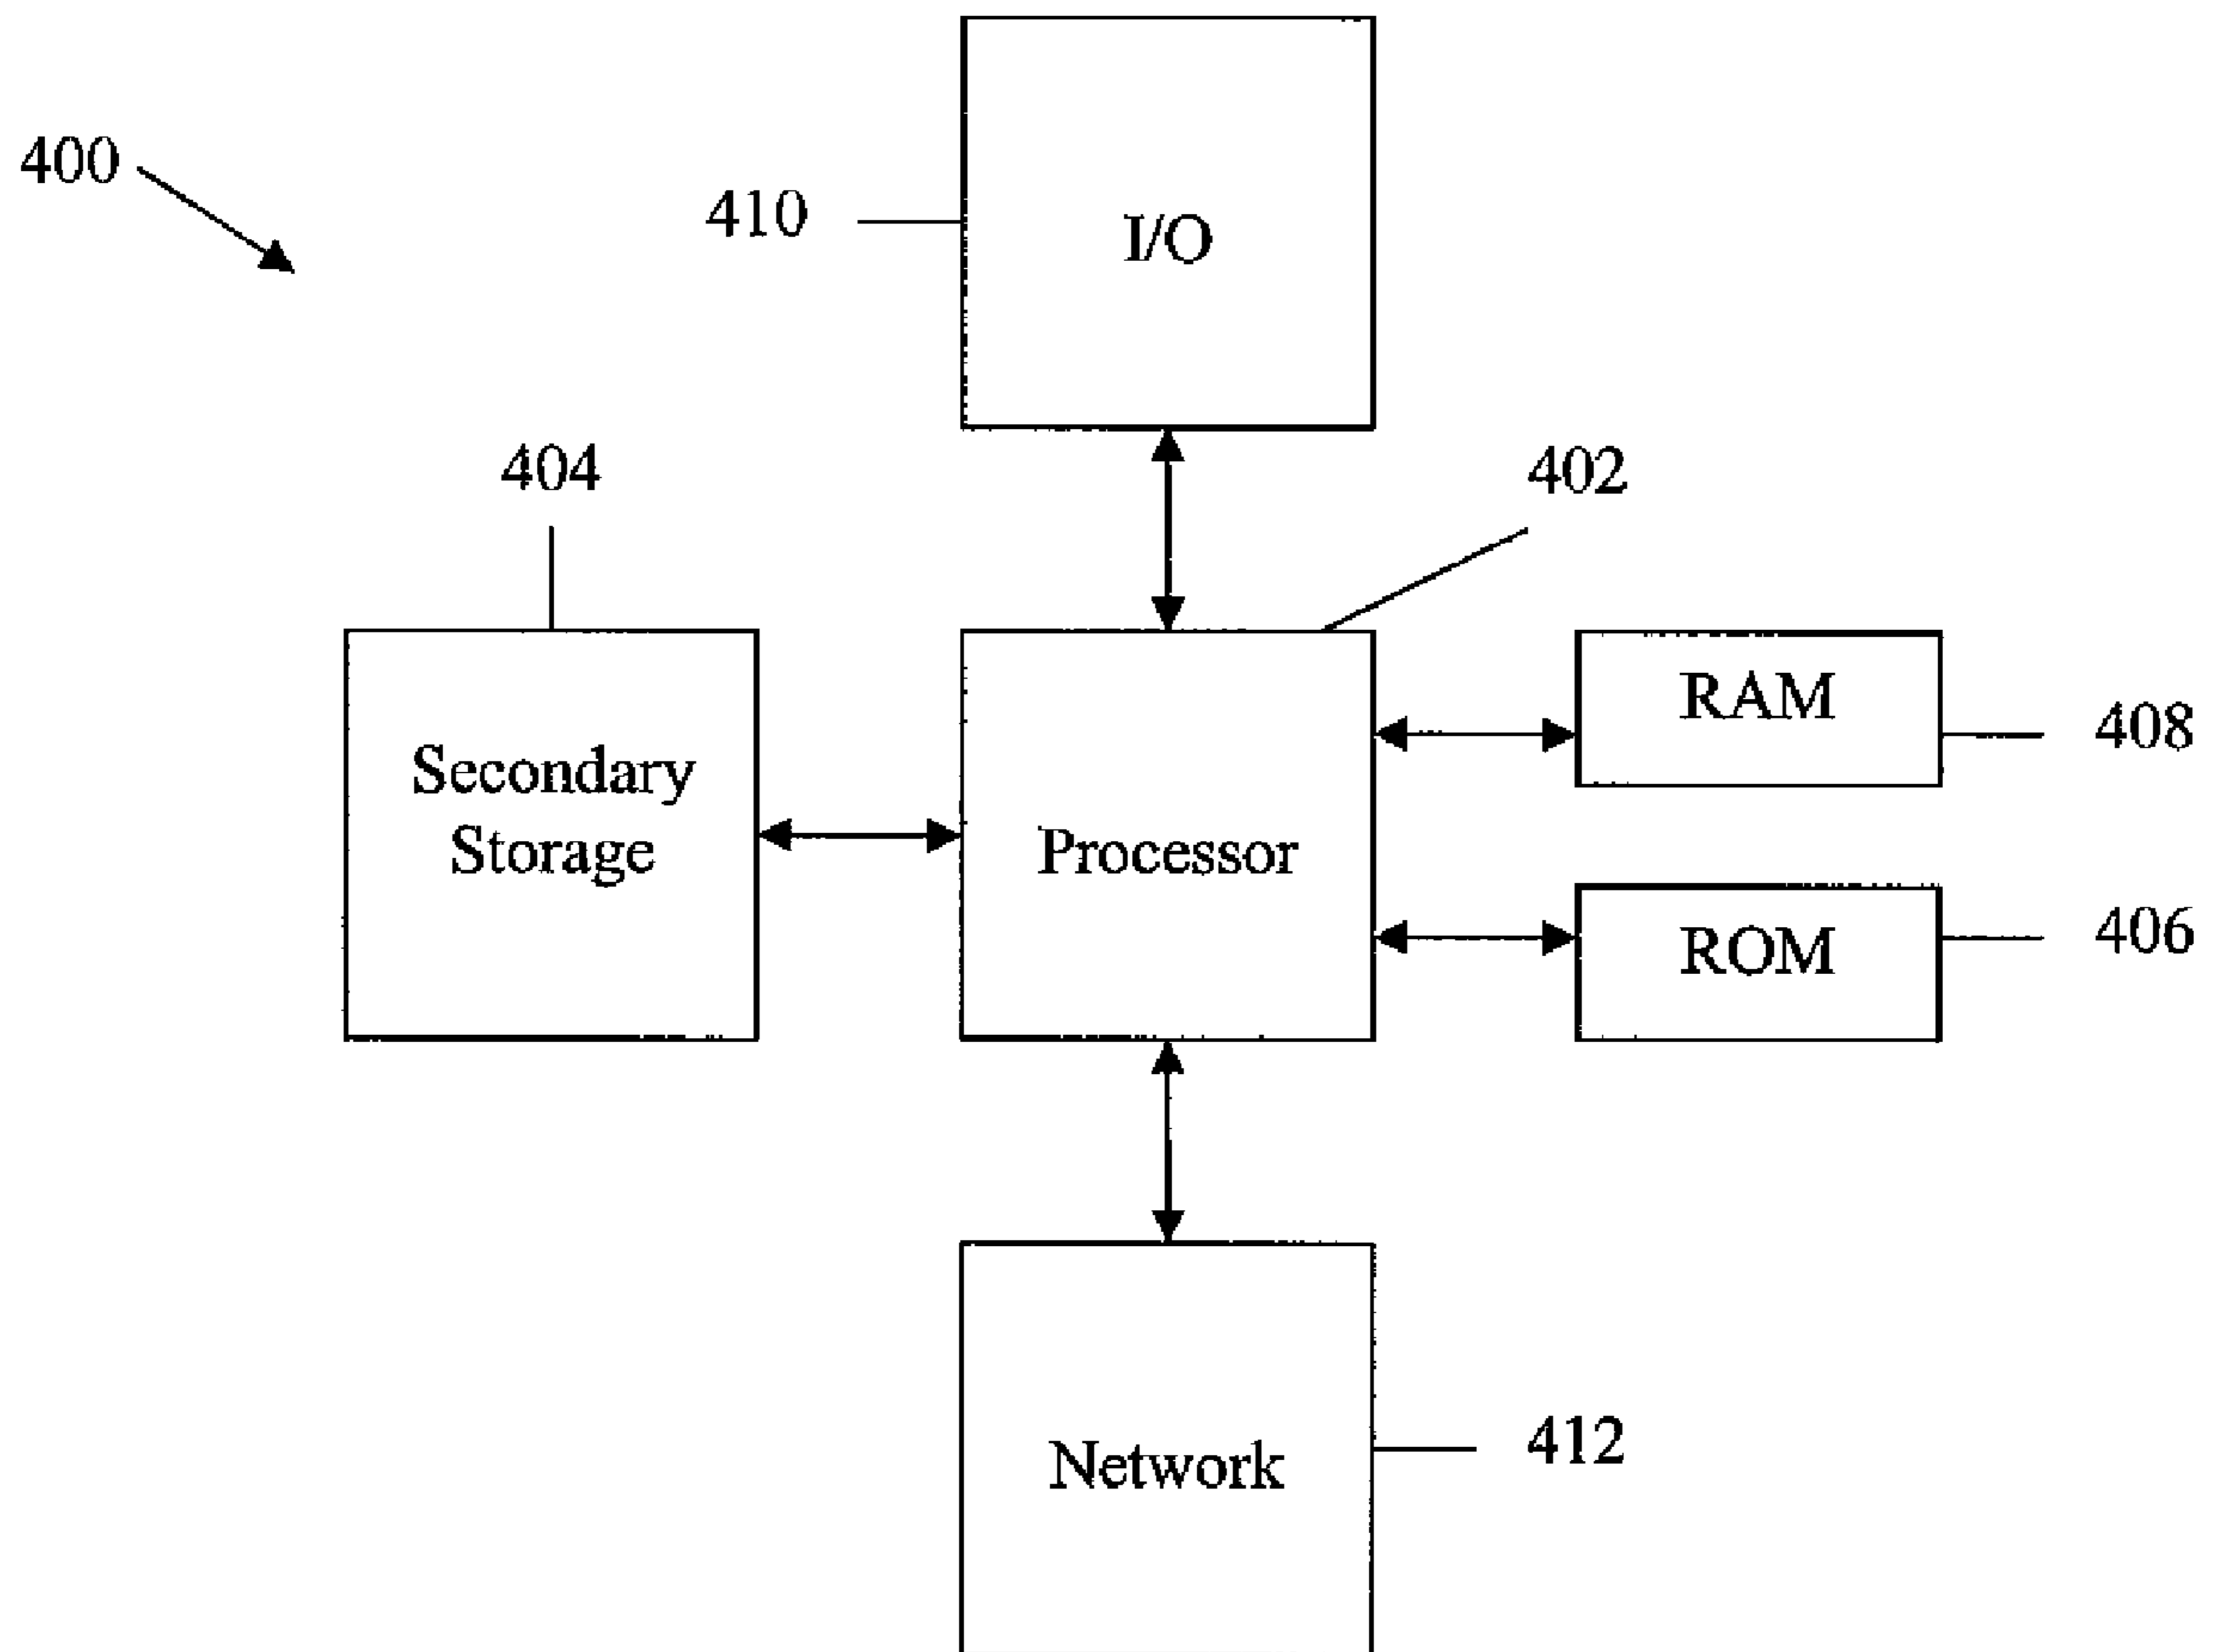 400
410
I/O
404
402
RAM
408
Secondary
Storage
Processor
ROM
406
Network
412